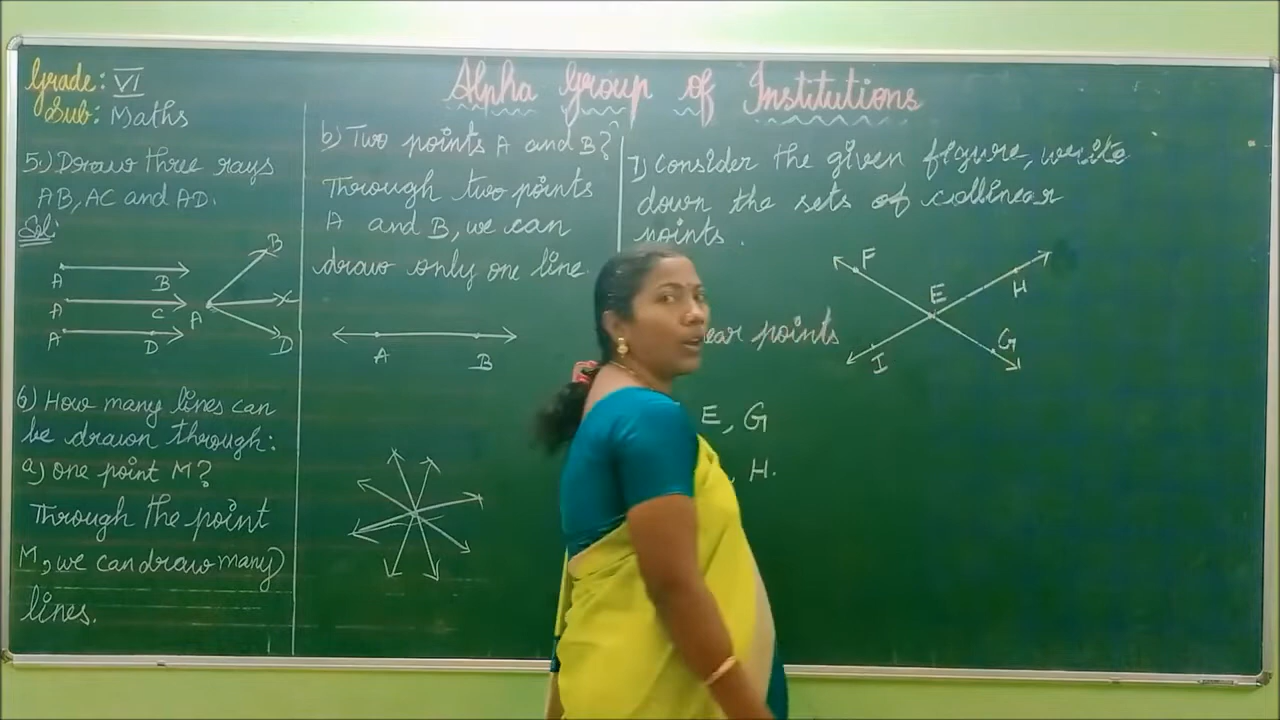 Alpha Group of Institutions
Grade: VI
Sub: Maths
5.) Draw three rays
AB, AC and AD.
Sol:
A B
A C
A D
B
A
D
6) How many lines can
be drawn through:
a) one point M?
Through the point
M, we can draw many
lines.
b) Two points A and B?
Through two points
A and B, we can
draw only one line.
A B
7) Consider the given figure, write
down the sets of collinear
points.
points
E, G
H.
F
E
H
I
G